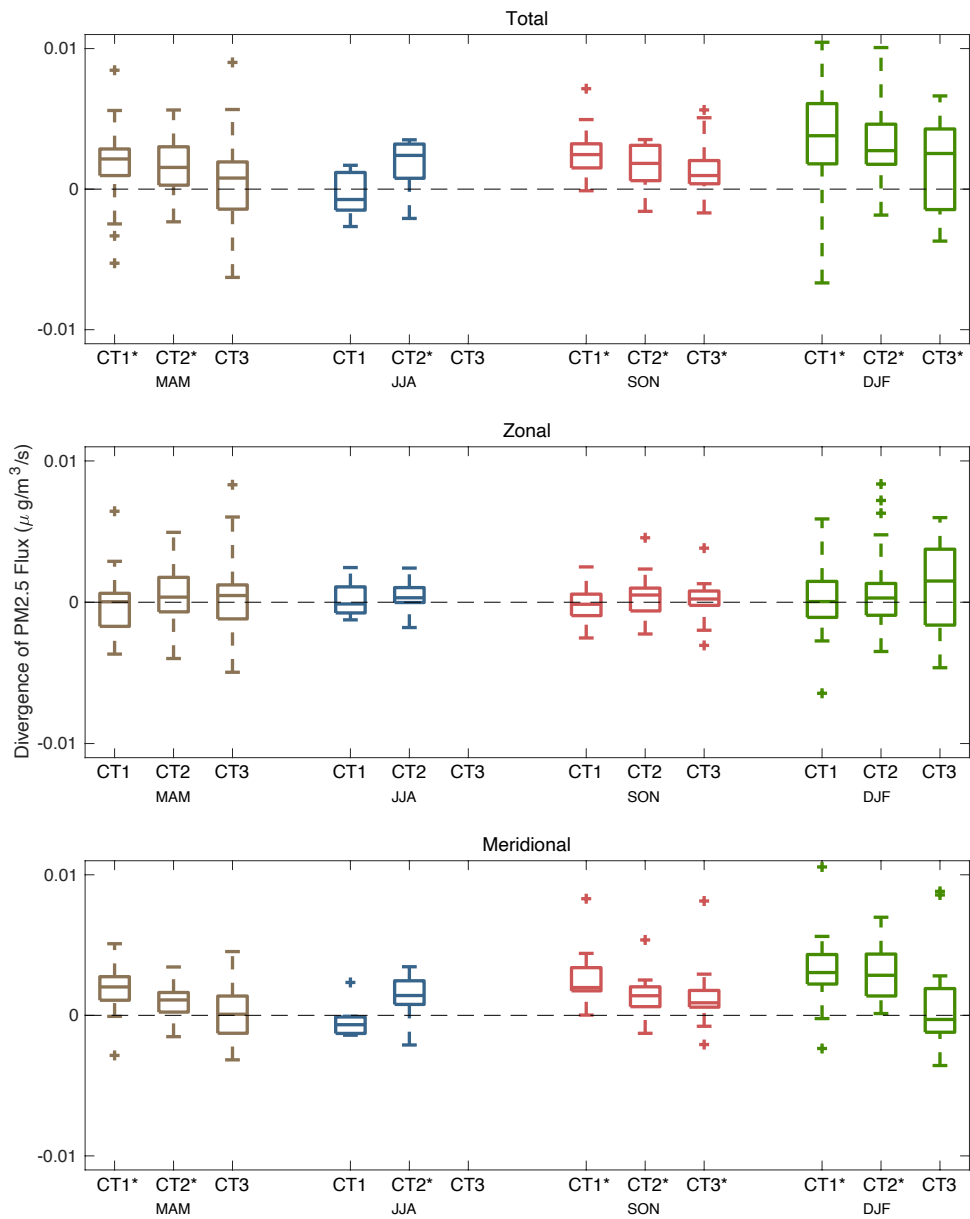 Total
0.01
0
-0.01
CT1* CT2* CT3 CT1 CT2* CT3 CT1* CT2* CT3* CT1* CT2* CT3*
MAM JJA SON DJF
Divergence of PM2.5 Flux (μ g/m³/s)
Zonal
0.01
0
-0.01
CT1 CT2 CT3 CT1 CT2 CT3 CT1 CT2 CT3 CT1 CT2 CT3
MAM JJA SON DJF
Meridional
0.01
0
-0.01
CT1* CT2* CT3 CT1 CT2* CT3 CT1* CT2* CT3* CT1* CT2* CT3
MAM JJA SON DJF